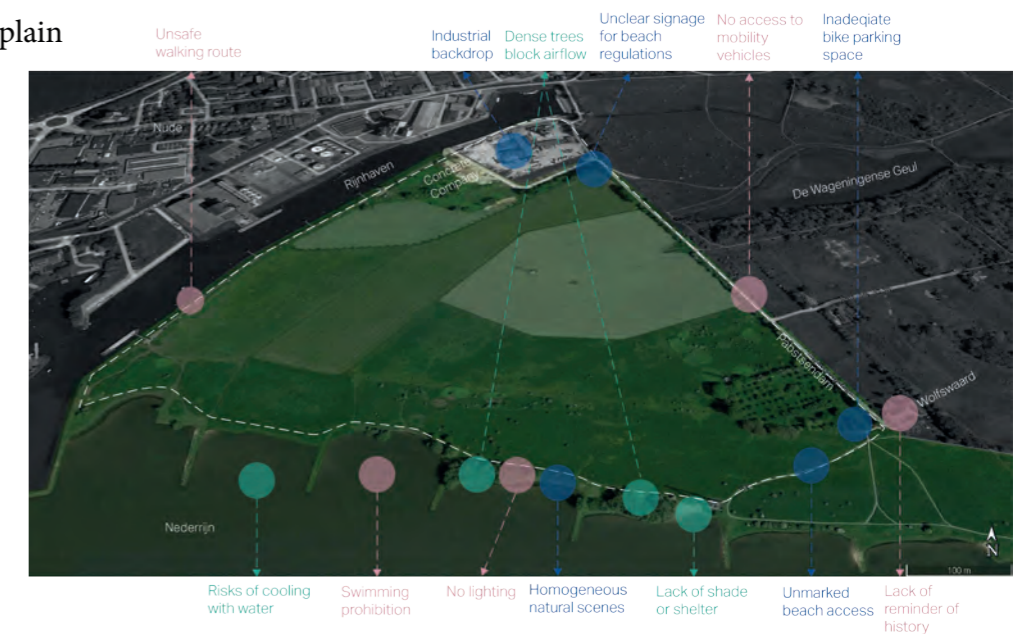 plain
Unsafe
walking route
Industrial
backdrop
Dense trees
block airflow
Unclear signage
for beach
regulations
No access to
mobility
vehicles
Inadeqiate
bike parking
space
Nude
Rijnhaven
Concrete
Company
De Wageningense Geul
Pabstsendam
Wolfswaard
Nederrijn
N
100 m
Risks of cooling
with water
Swimming
prohibition
No lighting
Homogeneous
natural scenes
Lack of shade
or shelter
Unmarked
beach access
Lack of
reminder of
history